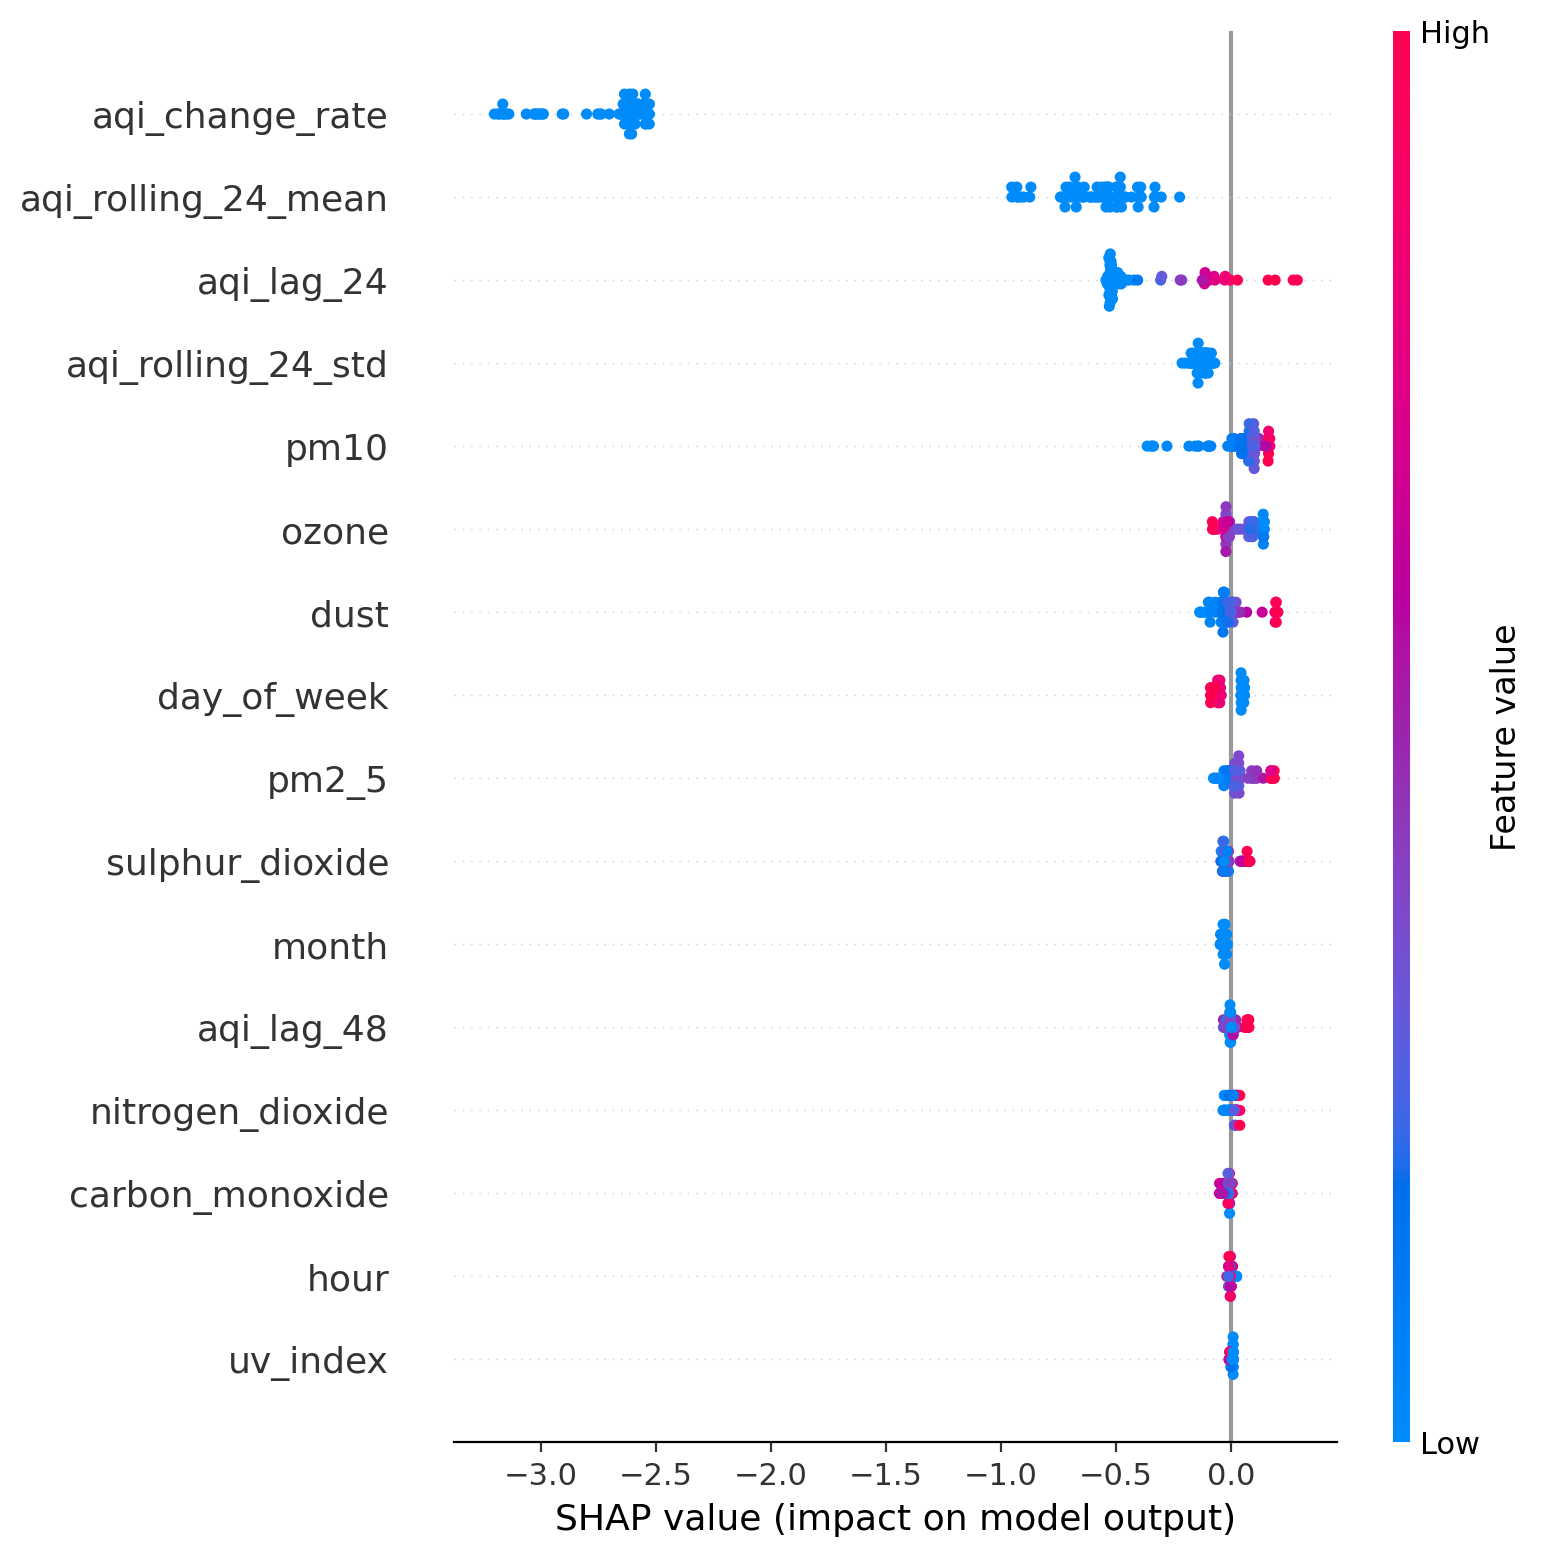 High
aqi_change_rate
aqi_rolling_24_mean
aqi_lag_24
aqi_rolling_24_std
pm10
ozone
dust
day_of_week
pm2_5
sulphur_dioxide
month
aqi_lag_48
nitrogen_dioxide
carbon_monoxide
hour
uv_index
Feature value
Low
−3.0 −2.5 −2.0 −1.5 −1.0 −0.5 0.0
SHAP value (impact on model output)